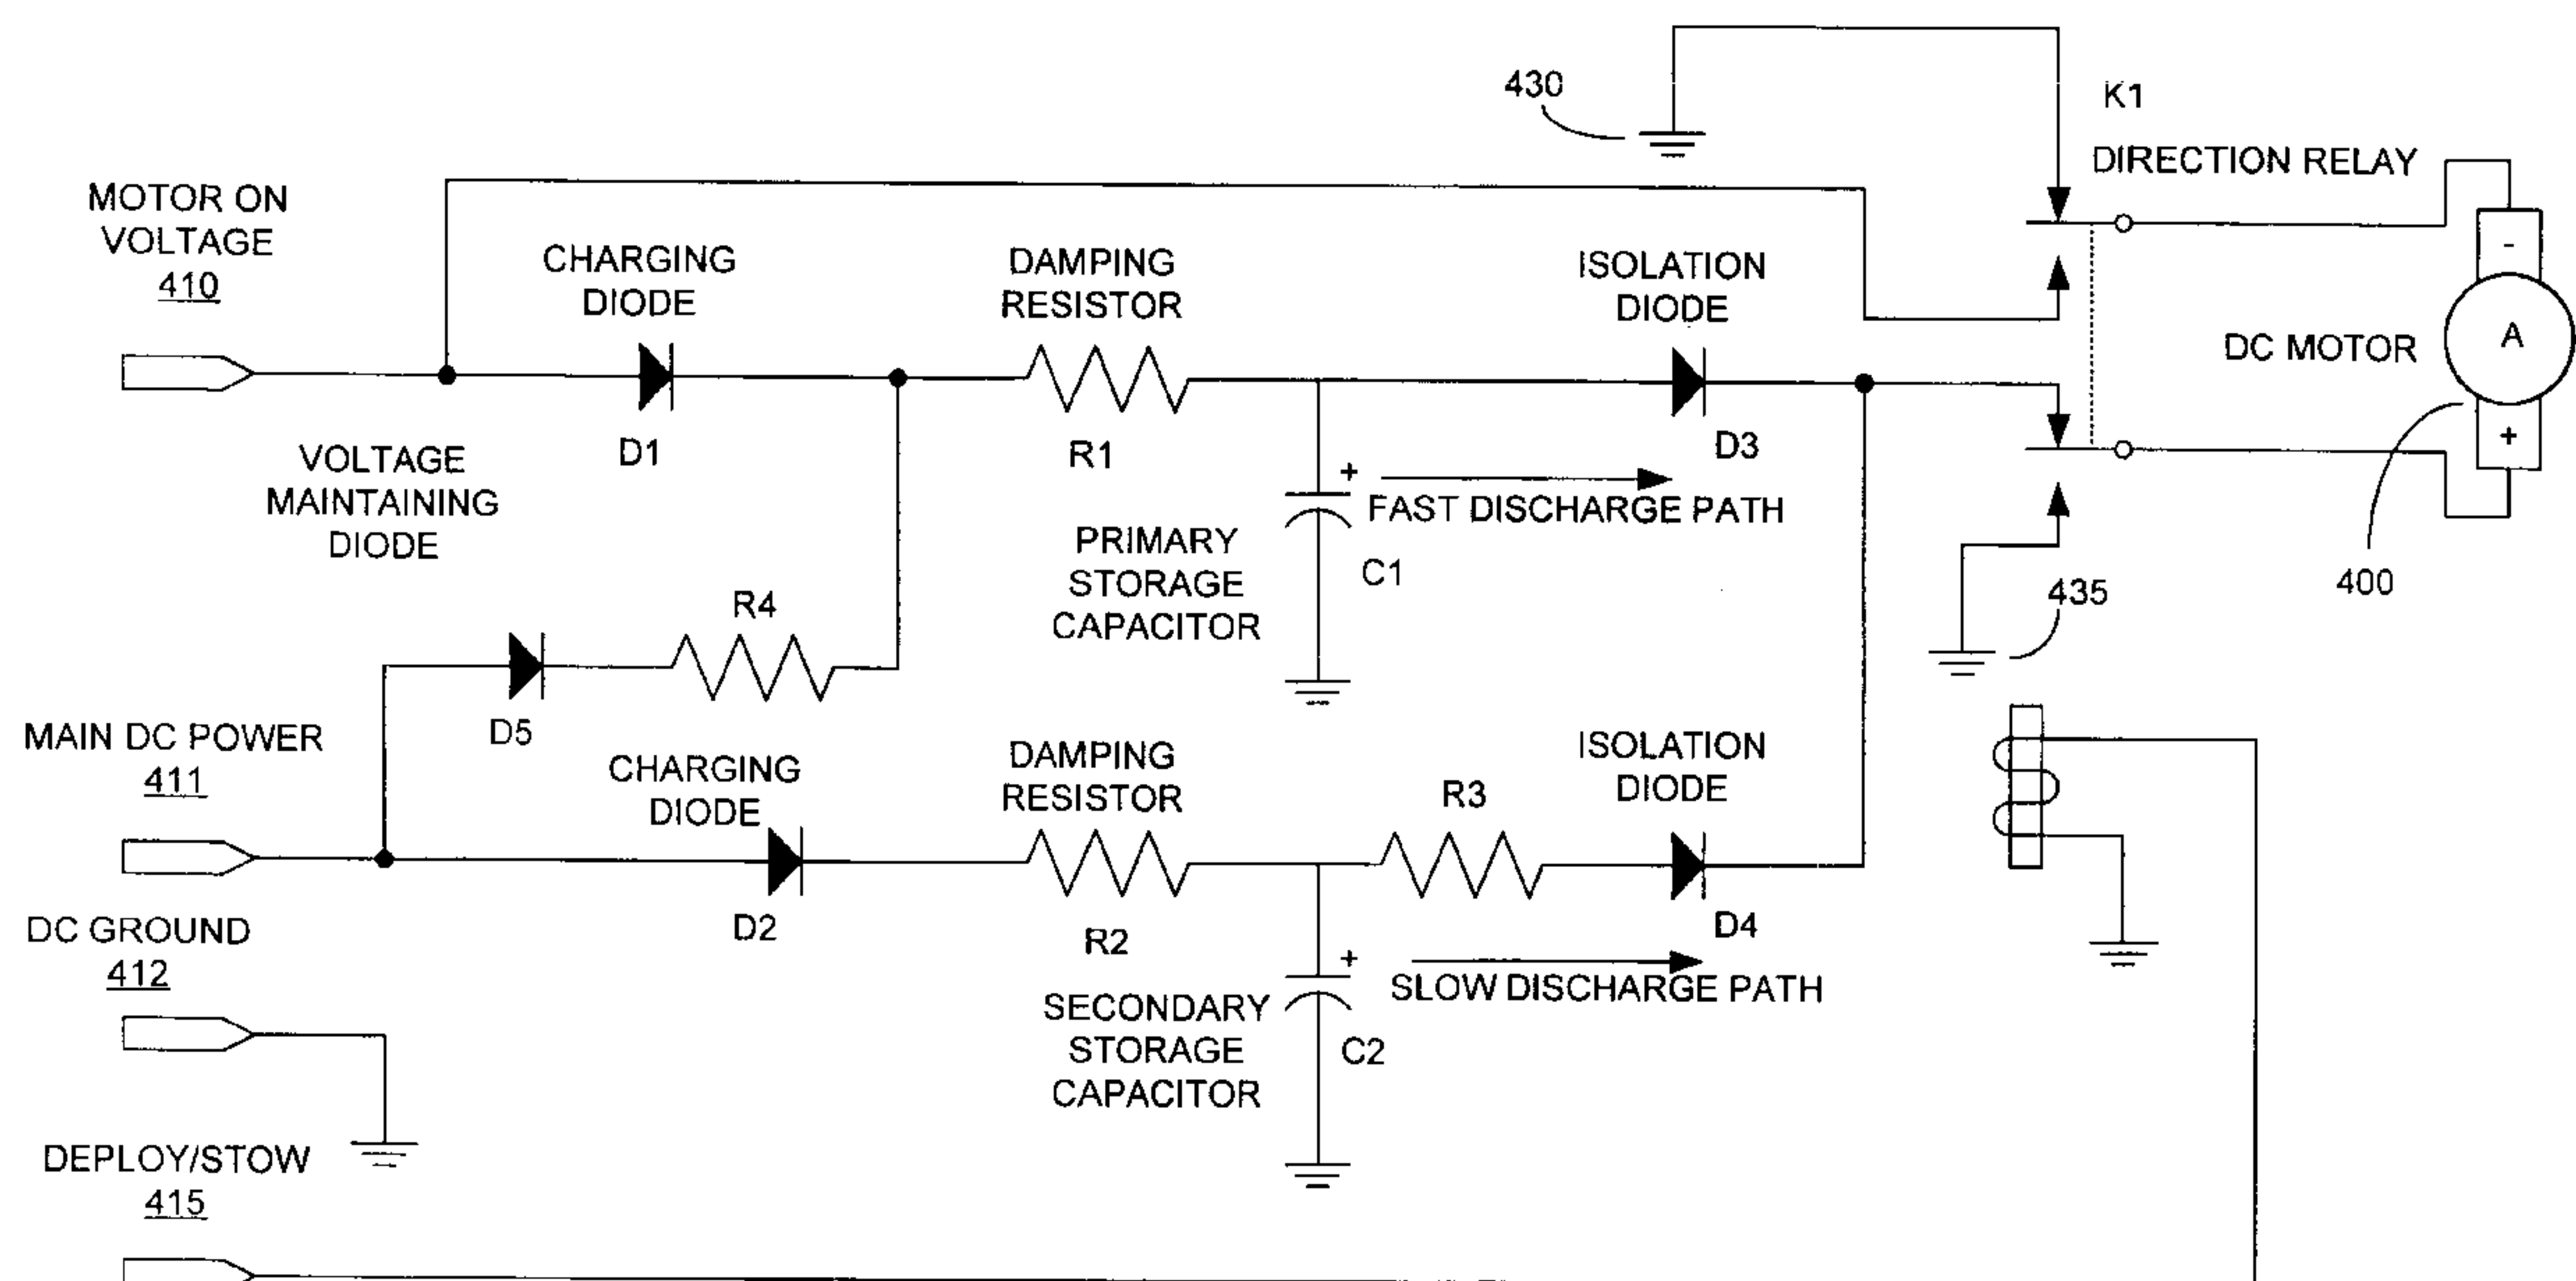 430
K1
DIRECTION RELAY
MOTOR ON
VOLTAGE
410
CHARGING
DIODE
DAMPING
RESISTOR
ISOLATION
DIODE
-
DC MOTOR
A
+
D1
R1
D3
VOLTAGE
MAINTAINING
DIODE
+
FAST DISCHARGE PATH
PRIMARY
STORAGE
CAPACITOR
C1
435
400
R4
D5
MAIN DC POWER
411
CHARGING
DIODE
DAMPING
RESISTOR
R3
ISOLATION
DIODE
D2
R2
D4
DC GROUND
412
+
SLOW DISCHARGE PATH
SECONDARY
STORAGE
CAPACITOR
C2
DEPLOY/STOW
415